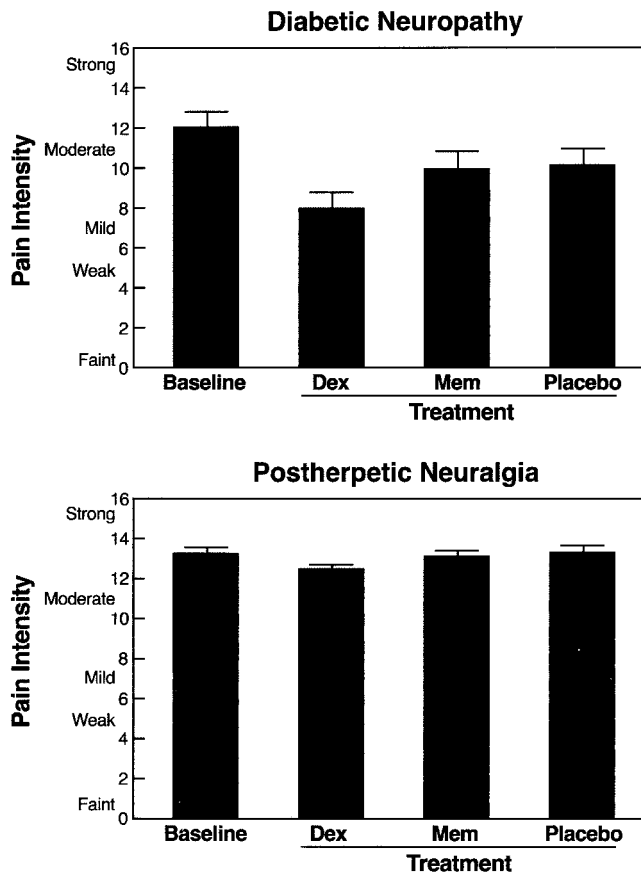 Diabetic Neuropathy
Pain Intensity
16
Strong
14
12
Moderate
10
8
Mild
6
Weak
4
2
Faint
0
Baseline Dex Mem Placebo
Treatment
Postherpetic Neuralgia
Pain Intensity
16
Strong
14
12
Moderate
10
8
Mild
6
Weak
4
2
Faint
0
Baseline Dex Mem Placebo
Treatment